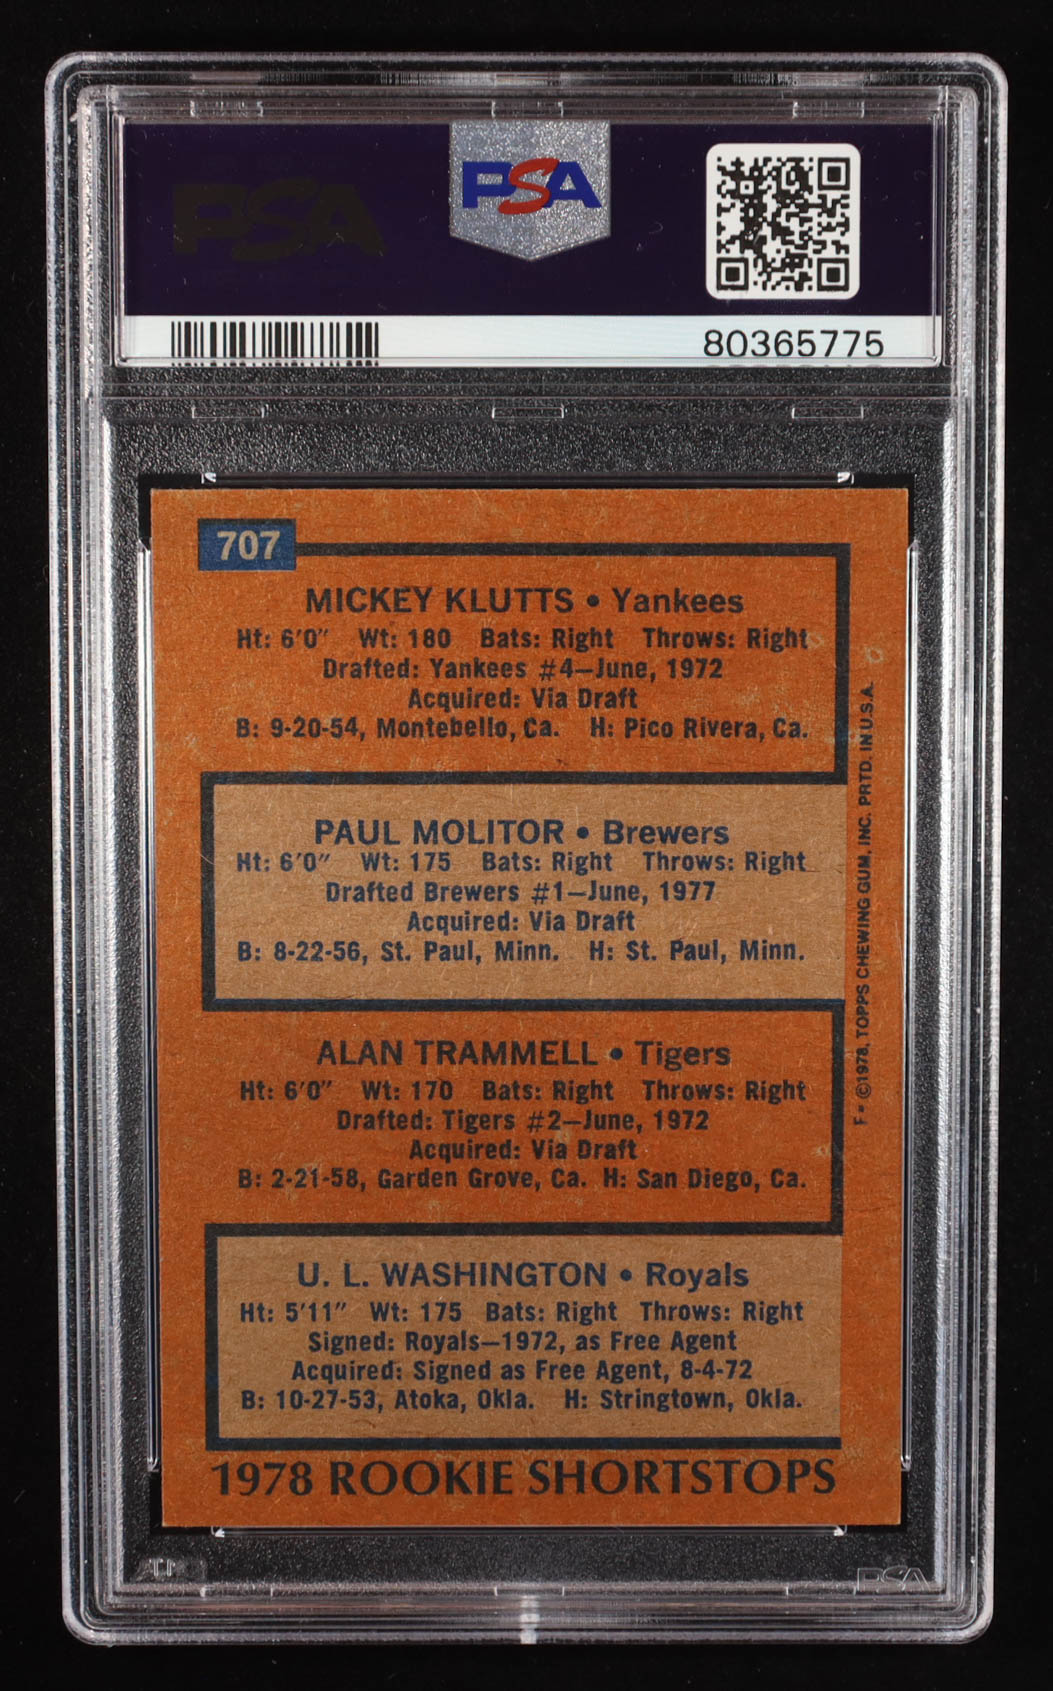 PSA
PSA
80365775
707
MICKEY KLUTTS • Yankees
Ht: 6'0" Wt: 180 Bats: Right Throws: Right
Drafted: Yankees #4—June, 1972
Acquired: Via Draft
B: 9-20-54, Montebello, Ca. H: Pico Rivera, Ca.
PAUL MOLITOR • Brewers
Ht: 6'0" Wt: 175 Bats: Right Throws: Right
Drafted Brewers #1—June, 1977
Acquired: Via Draft
B: 8-22-56, St. Paul, Minn. H: St. Paul, Minn.
ALAN TRAMMELL • Tigers
Ht: 6'0" Wt: 170 Bats: Right Throws: Right
Drafted: Tigers #2—June, 1972
Acquired: Via Draft
B: 2-21-58, Garden Grove, Ca. H: San Diego, Ca.
U. L. WASHINGTON • Royals
Ht: 5'11" Wt: 175 Bats: Right Throws: Right
Signed: Royals—1972, as Free Agent
Acquired: Signed as Free Agent, 8-4-72
B: 10-27-53, Atoka, Okla. H: Stringtown, Okla.
1978 ROOKIE SHORTSTOPS
F* ©1978, TOPPS CHEWING GUM, INC. PRTD. IN U.S.A.
PSA